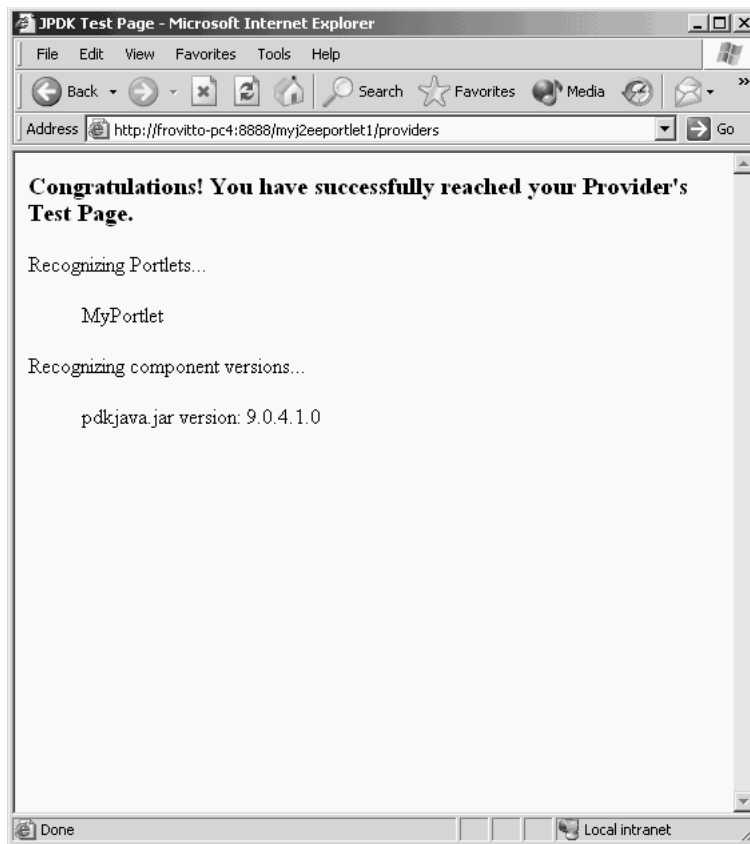 JPDK Test Page - Microsoft Internet Explorer
File Edit View Favorites Tools Help
Back Search Favorites Media »
Address http://frovitto-pc4:8888/myj2eeportlet1/providers Go
Congratulations! You have successfully reached your Provider's
Test Page.
Recognizing Portlets...
MyPortlet
Recognizing component versions...
pdkjava.jar version: 9.0.4.1.0
Done Local intranet